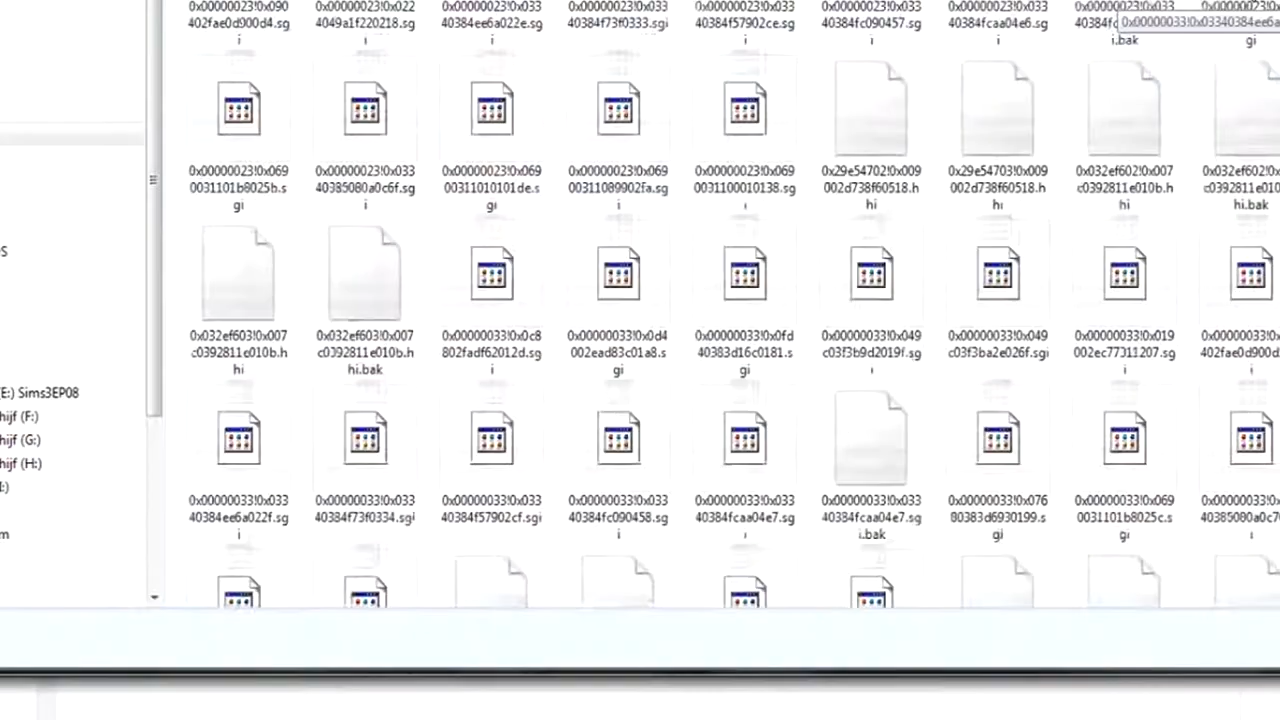 0x00000023!0x090
402fae0d900d4.sg
i
0x00000023!0x022
4049a1f220218.sg
i
0x00000023!0x033
40384ee6a022e.sg
i
0x00000023!0x033
40384f73f0333.sgi
0x00000023!0x033
40384f57902ce.sg
i
0x00000023!0x033
40384fc090457.sg
i
0x00000023!0x033
40384fcaa04e6.sg
i
i.bak
0x00000033!0x03340384ee6a
gi
0x00000023!0x069
0031101b8025b.s
gi
0x00000023!0x033
40385080a0c6f.sg
i
0x00000023!0x069
00311010101de.s
gi
0x00000023!0x069
00311089902fa.sg
i
0x00000023!0x069
0031100010138.sg
i
0x29e54702!0x009
002d738f60518.h
hi
0x29e54703!0x009
002d738f60518.h
hi
0x032ef602!0x007
c0392811e010b.h
hi
0x032ef602!0x
c0392811e010
hi.bak
0x032ef603!0x007
c0392811e010b.h
hi
0x032ef603!0x007
c0392811e010b.h
hi.bak
0x00000033!0x0c8
802fadf62012d.sg
i
0x00000033!0x0d4
002ead83c01a8.s
gi
0x00000033!0x0fd
40383d16c0181.s
gi
0x00000033!0x049
c03f3b9d2019f.sg
i
0x00000033!0x049
c03f3ba2e026f.sgi
0x00000033!0x019
002ec77311207.sg
i
0x00000033!0x
402fae0d900d
i
S
(E:) Sims3EP08
hijf (F:)
hijf (G:)
hijf (H:)
:)
m
0x00000033!0x033
40384ee6a022f.sg
i
0x00000033!0x033
40384f73f0334.sgi
0x00000033!0x033
40384f57902cf.sgi
0x00000033!0x033
40384fc090458.sg
i
0x00000033!0x033
40384fcaa04e7.sg
i
0x00000033!0x033
40384fcaa04e7.sg
i.bak
0x00000033!0x076
80383d6930199.s
gi
0x00000033!0x069
0031101b8025c.s
gi
0x00000033!0x
40385080a0c7
i